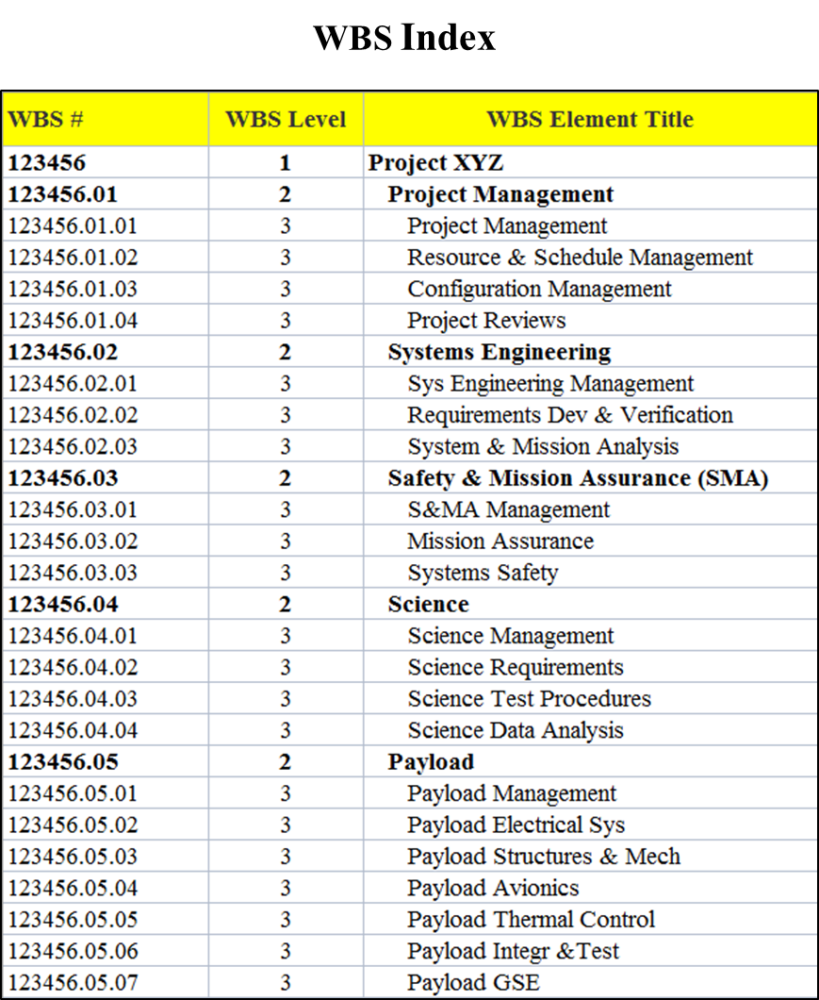 WBS Index
WBS # WBS Level WBS Element Title
123456 1 Project XYZ
123456.01 2 Project Management
123456.01.01 3 Project Management
123456.01.02 3 Resource & Schedule Management
123456.01.03 3 Configuration Management
123456.01.04 3 Project Reviews
123456.02 2 Systems Engineering
123456.02.01 3 Sys Engineering Management
123456.02.02 3 Requirements Dev & Verification
123456.02.03 3 System & Mission Analysis
123456.03 2 Safety & Mission Assurance (SMA)
123456.03.01 3 S&MA Management
123456.03.02 3 Mission Assurance
123456.03.03 3 Systems Safety
123456.04 2 Science
123456.04.01 3 Science Management
123456.04.02 3 Science Requirements
123456.04.03 3 Science Test Procedures
123456.04.04 3 Science Data Analysis
123456.05 2 Payload
123456.05.01 3 Payload Management
123456.05.02 3 Payload Electrical Sys
123456.05.03 3 Payload Structures & Mech
123456.05.04 3 Payload Avionics
123456.05.05 3 Payload Thermal Control
123456.05.06 3 Payload Integr &Test
123456.05.07 3 Payload GSE